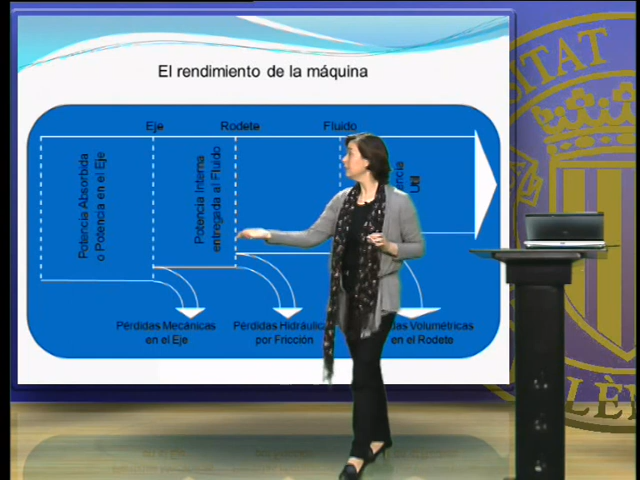 El rendimiento de la máquina
Eje
Rodete
Fluido
Potencia Absorbida
o Potencia en el Eje
Potencia Interna
entregada al Fluido
Útil
Pérdidas Mecánicas
en el Eje
Pérdidas
por Fricción
Volumétricas
en el Rodete